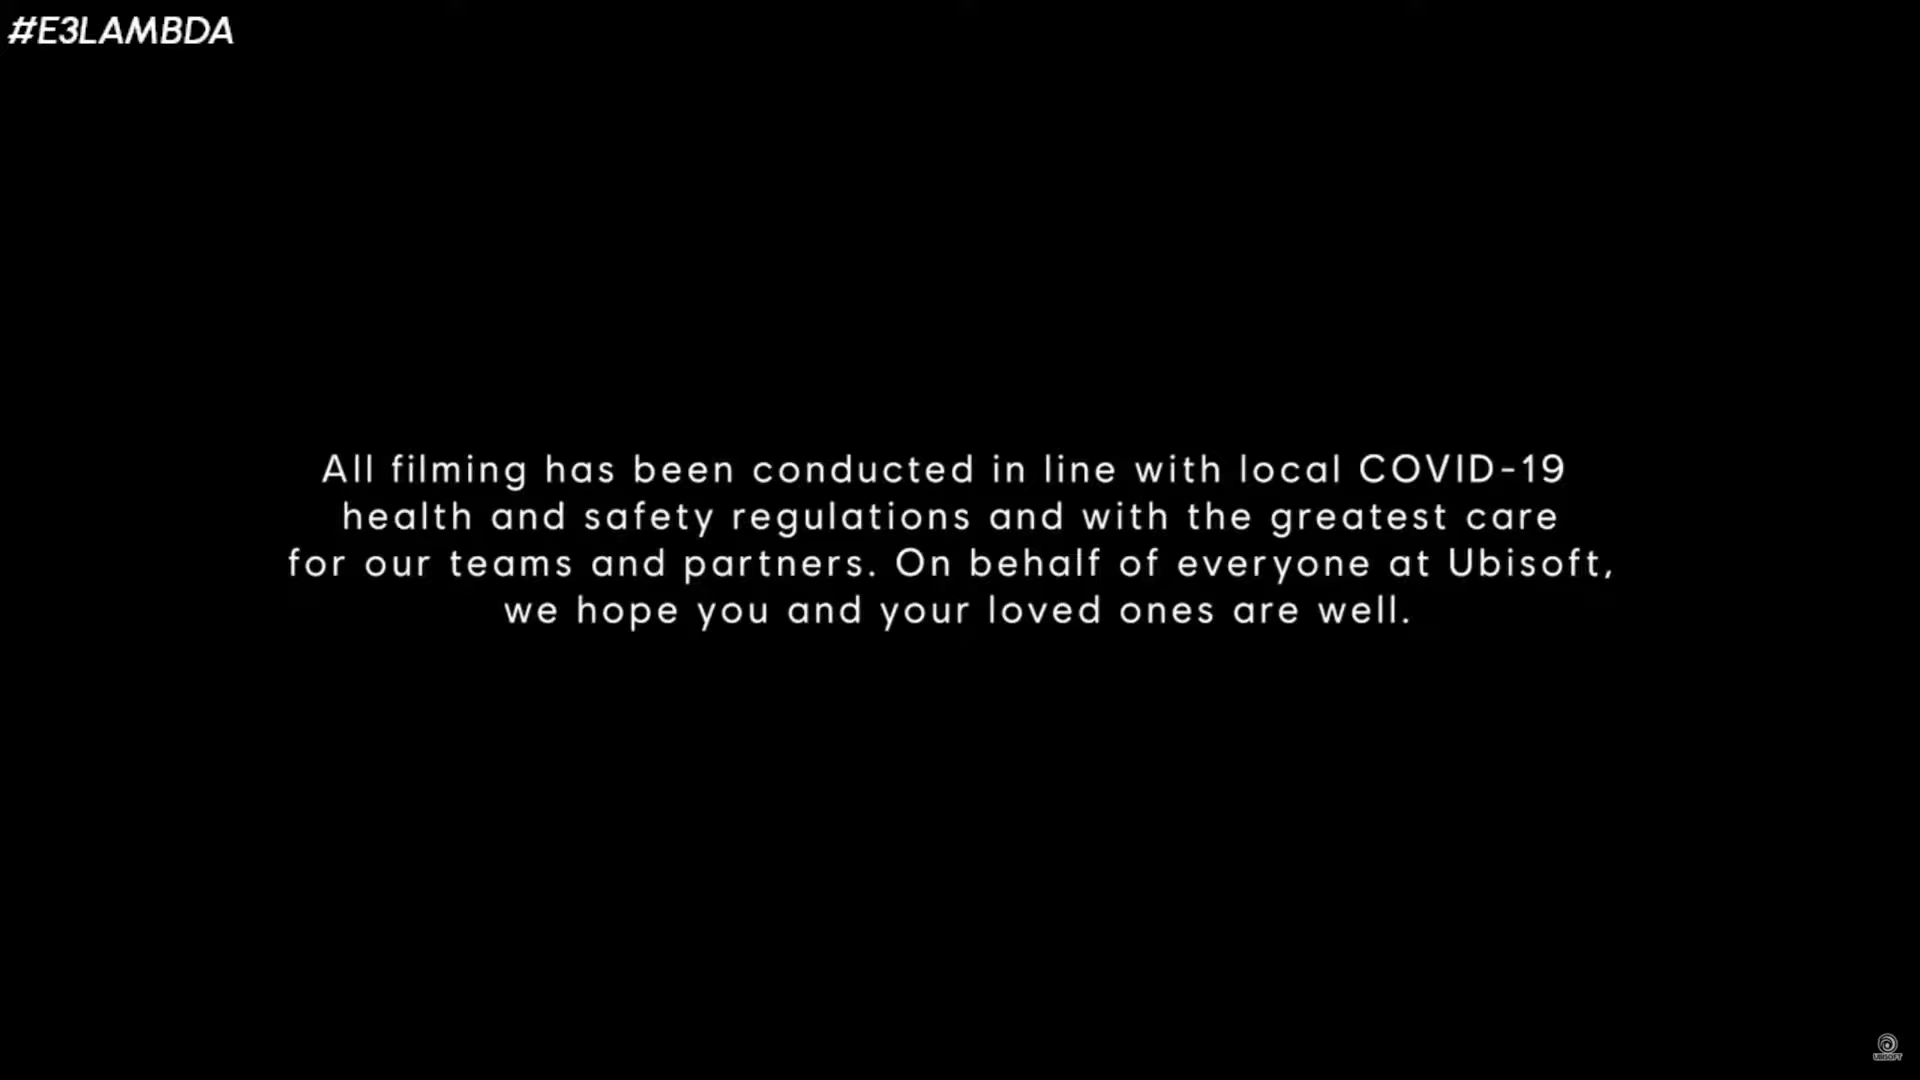 #E3LAMBDA
All filming has been conducted in line with local COVID-19
health and safety regulations and with the greatest care
for our teams and partners. On behalf of everyone at Ubisoft,
we hope you and your loved ones are well.
UBISOFT